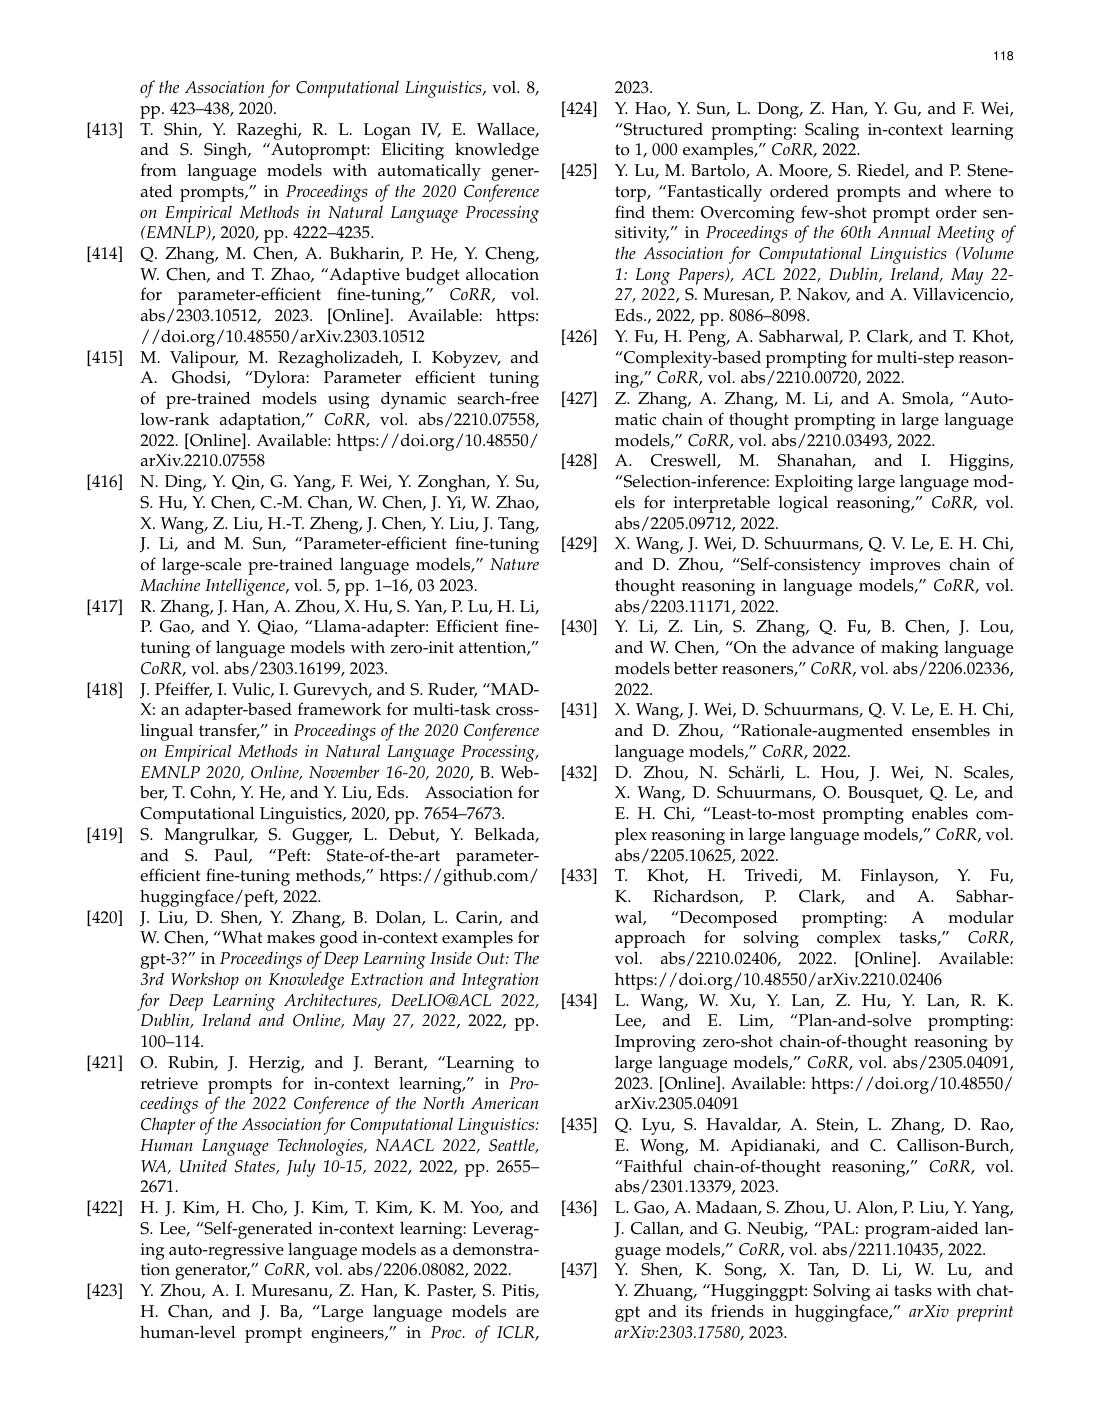 118
of the Association for Computational Linguistics, vol. 8,
pp. 423–438, 2020.
[413] T. Shin, Y. Razeghi, R. L. Logan IV, E. Wallace,
and S. Singh, “Autoprompt: Eliciting knowledge
from language models with automatically gener-
ated prompts,” in Proceedings of the 2020 Conference
on Empirical Methods in Natural Language Processing
(EMNLP), 2020, pp. 4222–4235.
[414] Q. Zhang, M. Chen, A. Bukharin, P. He, Y. Cheng,
W. Chen, and T. Zhao, “Adaptive budget allocation
for parameter-efficient fine-tuning,” CoRR, vol.
abs/2303.10512, 2023. [Online]. Available: https:
//doi.org/10.48550/arXiv.2303.10512
[415] M. Valipour, M. Rezagholizadeh, I. Kobyzev, and
A. Ghodsi, “Dylora: Parameter efficient tuning
of pre-trained models using dynamic search-free
low-rank adaptation,” CoRR, vol. abs/2210.07558,
2022. [Online]. Available: https://doi.org/10.48550/
arXiv.2210.07558
[416] N. Ding, Y. Qin, G. Yang, F. Wei, Y. Zonghan, Y. Su,
S. Hu, Y. Chen, C.-M. Chan, W. Chen, J. Yi, W. Zhao,
X. Wang, Z. Liu, H.-T. Zheng, J. Chen, Y. Liu, J. Tang,
J. Li, and M. Sun, “Parameter-efficient fine-tuning
of large-scale pre-trained language models,” Nature
Machine Intelligence, vol. 5, pp. 1–16, 03 2023.
[417] R. Zhang, J. Han, A. Zhou, X. Hu, S. Yan, P. Lu, H. Li,
P. Gao, and Y. Qiao, “Llama-adapter: Efficient fine-
tuning of language models with zero-init attention,”
CoRR, vol. abs/2303.16199, 2023.
[418] J. Pfeiffer, I. Vulic, I. Gurevych, and S. Ruder, “MAD-
X: an adapter-based framework for multi-task cross-
lingual transfer,” in Proceedings of the 2020 Conference
on Empirical Methods in Natural Language Processing,
EMNLP 2020, Online, November 16-20, 2020, B. Web-
ber, T. Cohn, Y. He, and Y. Liu, Eds. Association for
Computational Linguistics, 2020, pp. 7654–7673.
[419] S. Mangrulkar, S. Gugger, L. Debut, Y. Belkada,
and S. Paul, “Peft: State-of-the-art parameter-
efficient fine-tuning methods,” https://github.com/
huggingface/peft, 2022.
[420] J. Liu, D. Shen, Y. Zhang, B. Dolan, L. Carin, and
W. Chen, “What makes good in-context examples for
gpt-3?” in Proceedings of Deep Learning Inside Out: The
3rd Workshop on Knowledge Extraction and Integration
for Deep Learning Architectures, DeeLIO@ACL 2022,
Dublin, Ireland and Online, May 27, 2022, 2022, pp.
100–114.
[421] O. Rubin, J. Herzig, and J. Berant, “Learning to
retrieve prompts for in-context learning,” in Pro-
ceedings of the 2022 Conference of the North American
Chapter of the Association for Computational Linguistics:
Human Language Technologies, NAACL 2022, Seattle,
WA, United States, July 10-15, 2022, 2022, pp. 2655–
2671.
[422] H. J. Kim, H. Cho, J. Kim, T. Kim, K. M. Yoo, and
S. Lee, “Self-generated in-context learning: Leverag-
ing auto-regressive language models as a demonstra-
tion generator,” CoRR, vol. abs/2206.08082, 2022.
[423] Y. Zhou, A. I. Muresanu, Z. Han, K. Paster, S. Pitis,
H. Chan, and J. Ba, “Large language models are
human-level prompt engineers,” in Proc. of ICLR,
2023.
[424] Y. Hao, Y. Sun, L. Dong, Z. Han, Y. Gu, and F. Wei,
“Structured prompting: Scaling in-context learning
to 1, 000 examples,” CoRR, 2022.
[425] Y. Lu, M. Bartolo, A. Moore, S. Riedel, and P. Stene-
torp, “Fantastically ordered prompts and where to
find them: Overcoming few-shot prompt order sen-
sitivity,” in Proceedings of the 60th Annual Meeting of
the Association for Computational Linguistics (Volume
1: Long Papers), ACL 2022, Dublin, Ireland, May 22-
27, 2022, S. Muresan, P. Nakov, and A. Villavicencio,
Eds., 2022, pp. 8086–8098.
[426] Y. Fu, H. Peng, A. Sabharwal, P. Clark, and T. Khot,
“Complexity-based prompting for multi-step reason-
ing,” CoRR, vol. abs/2210.00720, 2022.
[427] Z. Zhang, A. Zhang, M. Li, and A. Smola, “Auto-
matic chain of thought prompting in large language
models,” CoRR, vol. abs/2210.03493, 2022.
[428] A. Creswell, M. Shanahan, and I. Higgins,
“Selection-inference: Exploiting large language mod-
els for interpretable logical reasoning,” CoRR, vol.
abs/2205.09712, 2022.
[429] X. Wang, J. Wei, D. Schuurmans, Q. V. Le, E. H. Chi,
and D. Zhou, “Self-consistency improves chain of
thought reasoning in language models,” CoRR, vol.
abs/2203.11171, 2022.
[430] Y. Li, Z. Lin, S. Zhang, Q. Fu, B. Chen, J. Lou,
and W. Chen, “On the advance of making language
models better reasoners,” CoRR, vol. abs/2206.02336,
2022.
[431] X. Wang, J. Wei, D. Schuurmans, Q. V. Le, E. H. Chi,
and D. Zhou, “Rationale-augmented ensembles in
language models,” CoRR, 2022.
[432] D. Zhou, N. Schärli, L. Hou, J. Wei, N. Scales,
X. Wang, D. Schuurmans, O. Bousquet, Q. Le, and
E. H. Chi, “Least-to-most prompting enables com-
plex reasoning in large language models,” CoRR, vol.
abs/2205.10625, 2022.
[433] T. Khot, H. Trivedi, M. Finlayson, Y. Fu,
K. Richardson, P. Clark, and A. Sabhar-
wal, “Decomposed prompting: A modular
approach for solving complex tasks,” CoRR,
vol. abs/2210.02406, 2022. [Online]. Available:
https://doi.org/10.48550/arXiv.2210.02406
[434] L. Wang, W. Xu, Y. Lan, Z. Hu, Y. Lan, R. K.
Lee, and E. Lim, “Plan-and-solve prompting:
Improving zero-shot chain-of-thought reasoning by
large language models,” CoRR, vol. abs/2305.04091,
2023. [Online]. Available: https://doi.org/10.48550/
arXiv.2305.04091
[435] Q. Lyu, S. Havaldar, A. Stein, L. Zhang, D. Rao,
E. Wong, M. Apidianaki, and C. Callison-Burch,
“Faithful chain-of-thought reasoning,” CoRR, vol.
abs/2301.13379, 2023.
[436] L. Gao, A. Madaan, S. Zhou, U. Alon, P. Liu, Y. Yang,
J. Callan, and G. Neubig, “PAL: program-aided lan-
guage models,” CoRR, vol. abs/2211.10435, 2022.
[437] Y. Shen, K. Song, X. Tan, D. Li, W. Lu, and
Y. Zhuang, “Hugginggpt: Solving ai tasks with chat-
gpt and its friends in huggingface,” arXiv preprint
arXiv:2303.17580, 2023.